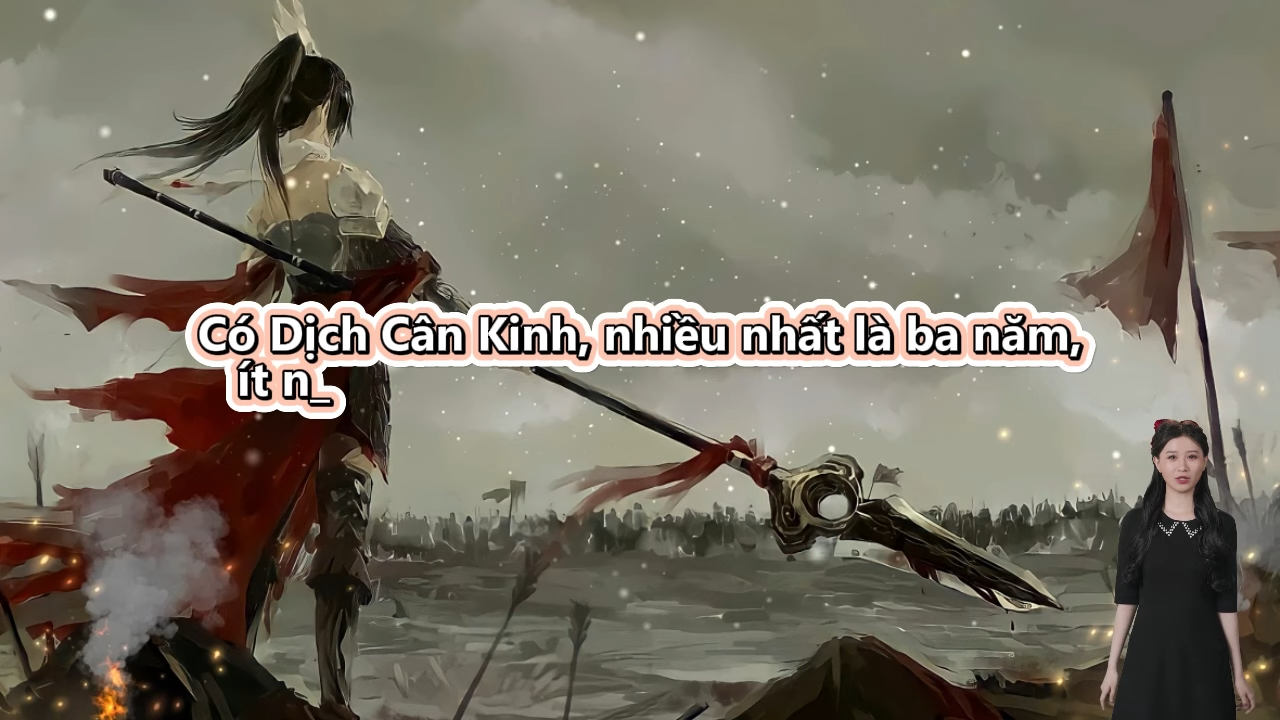 Có Dịch Cân Kinh, nhiều nhất là ba năm,
ít n_